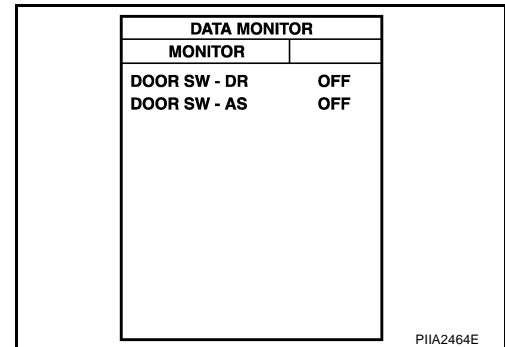 DATA MONITOR
MONITOR
DOOR SW - DR OFF
DOOR SW - AS OFF
PIIA2464E